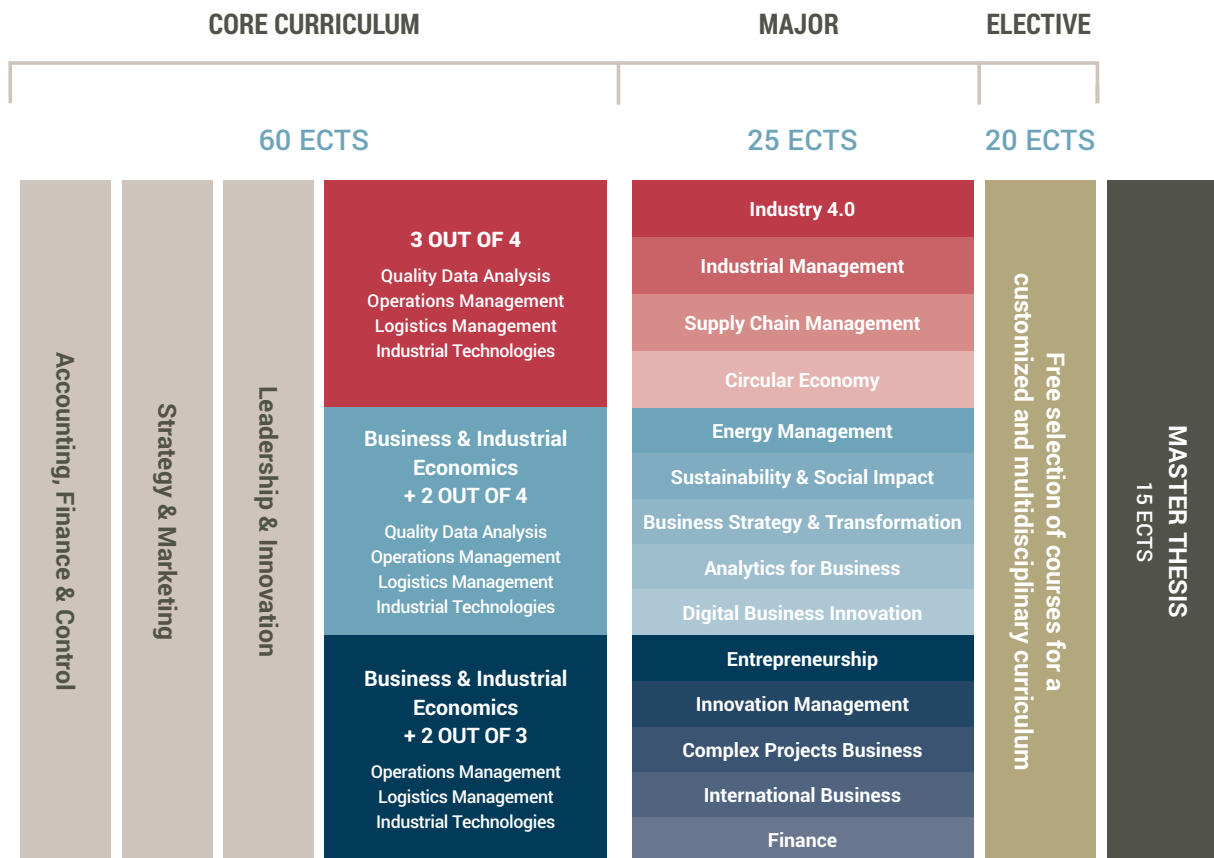 CORE CURRICULUM
MAJOR
ELECTIVE
60 ECTS
25 ECTS
20 ECTS
Accounting, Finance & Control
Strategy & Marketing
Leadership & Innovation
3 OUT OF 4
Quality Data Analysis
Operations Management
Logistics Management
Industrial Technologies
Business & Industrial
Economics
+ 2 OUT OF 4
Quality Data Analysis
Operations Management
Logistics Management
Industrial Technologies
Business & Industrial
Economics
+ 2 OUT OF 3
Operations Management
Logistics Management
Industrial Technologies
Industry 4.0
Industrial Management
Supply Chain Management
Circular Economy
Energy Management
Sustainability & Social Impact
Business Strategy & Transformation
Analytics for Business
Digital Business Innovation
Entrepreneurship
Innovation Management
Complex Projects Business
International Business
Finance
Free selection of courses for a
customized and multidisciplinary curriculum
MASTER THESIS
15 ECTS